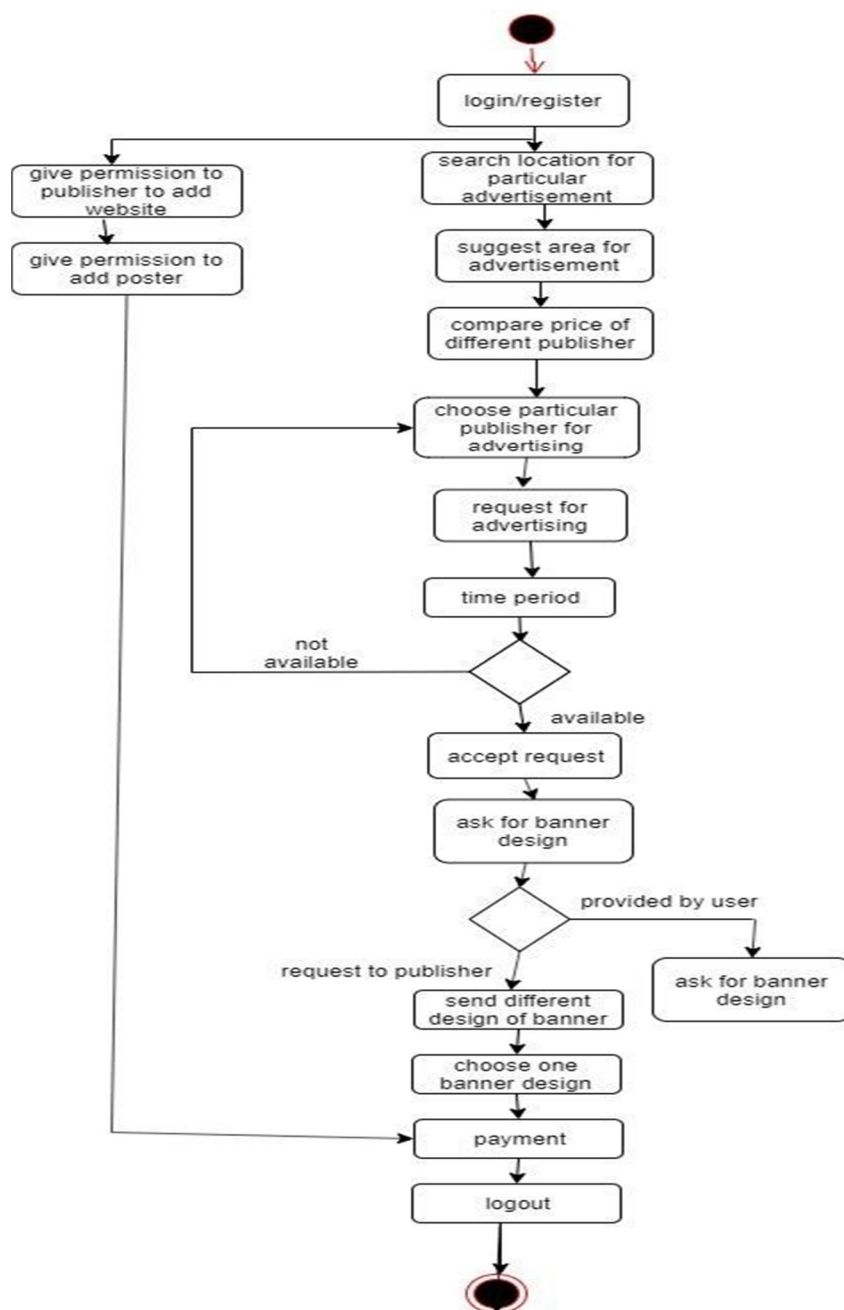 login/register
give permission to
publisher to add
website
search location for
particular
advertisement
give permission to
add poster
suggest area for
advertisement
compare price of
different publisher
choose particular
publisher for
advertising
request for
advertising
time period
not
available
available
accept request
ask for banner
design
provided by user
request to publisher
ask for banner
design
send different
design of banner
choose one
banner design
payment
logout